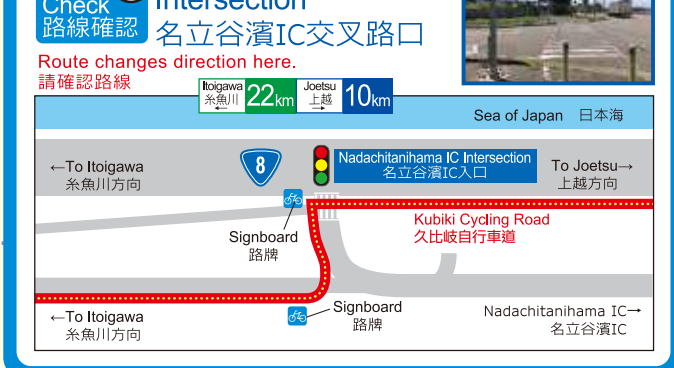 Check
Intersection
路線確認
名立谷濱IC交叉路口
Route changes direction here.
請確認路線
Itoigawa
糸魚川
←
22km
Joetsu
上越
→
10km
Sea of Japan 日本海
←To Itoigawa
糸魚川方向
8
Nadachitanihama IC Intersection
名立谷濱IC入口
To Joetsu→
上越方向
Signboard
路牌
Kubiki Cycling Road
久比岐自行車道
←To Itoigawa
糸魚川方向
Signboard
路牌
Nadachitanihama IC→
名立谷濱IC